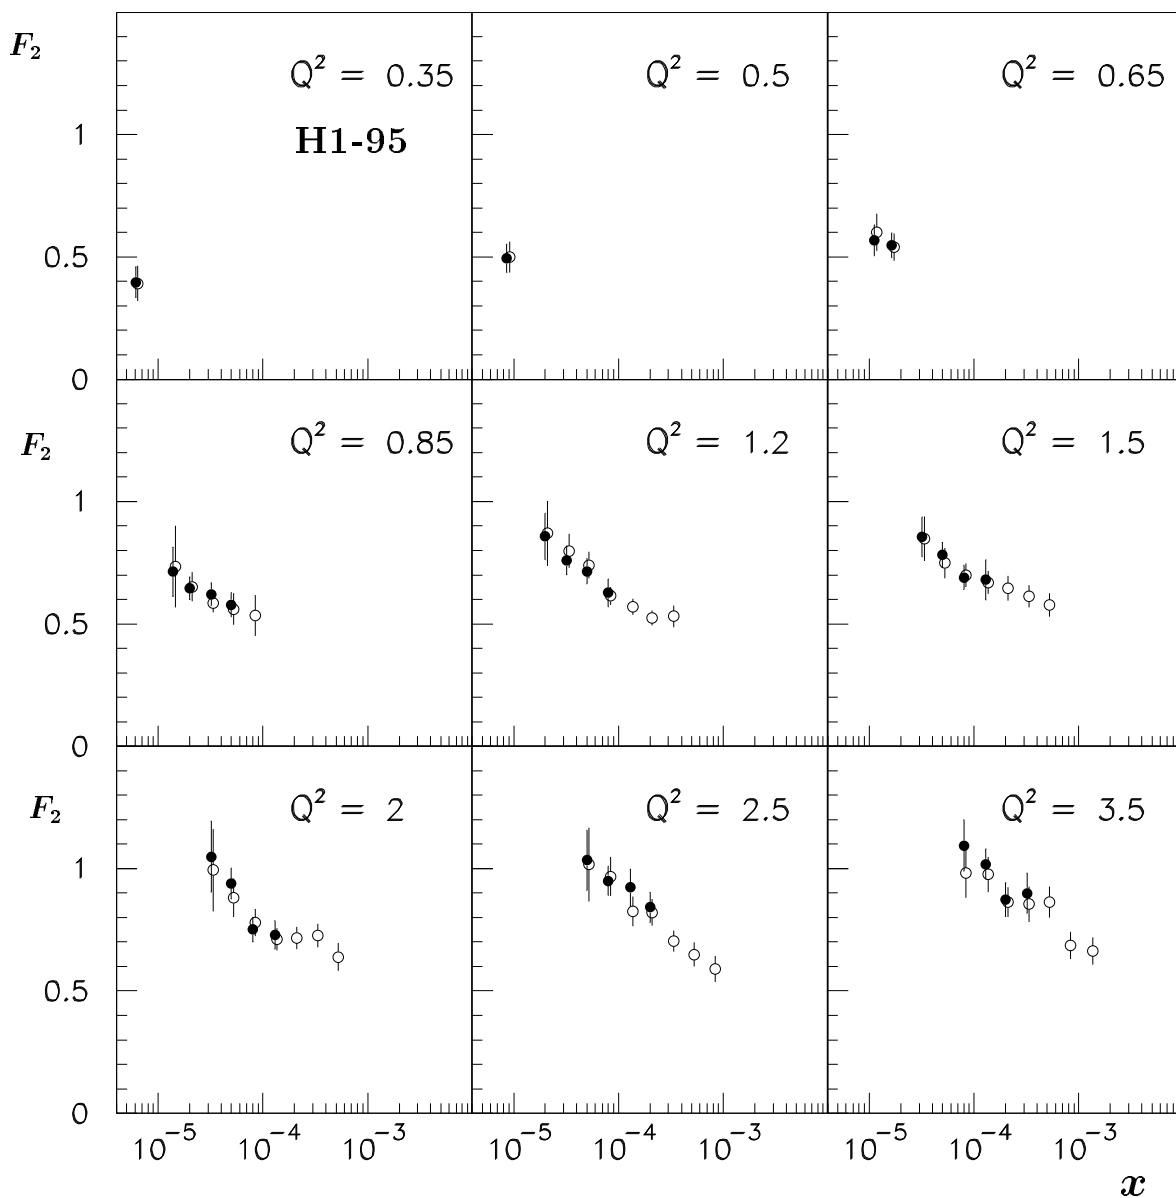 F₂
Q² = 0.35
Q² = 0.5
Q² = 0.65
H1-95
1
0.5
0
F₂
Q² = 0.85
Q² = 1.2
Q² = 1.5
1
0.5
0
F₂
Q² = 2
Q² = 2.5
Q² = 3.5
1
0.5
0
10⁻⁵ 10⁻⁴ 10⁻³ 10⁻⁵ 10⁻⁴ 10⁻³ 10⁻⁵ 10⁻⁴ 10⁻³
x